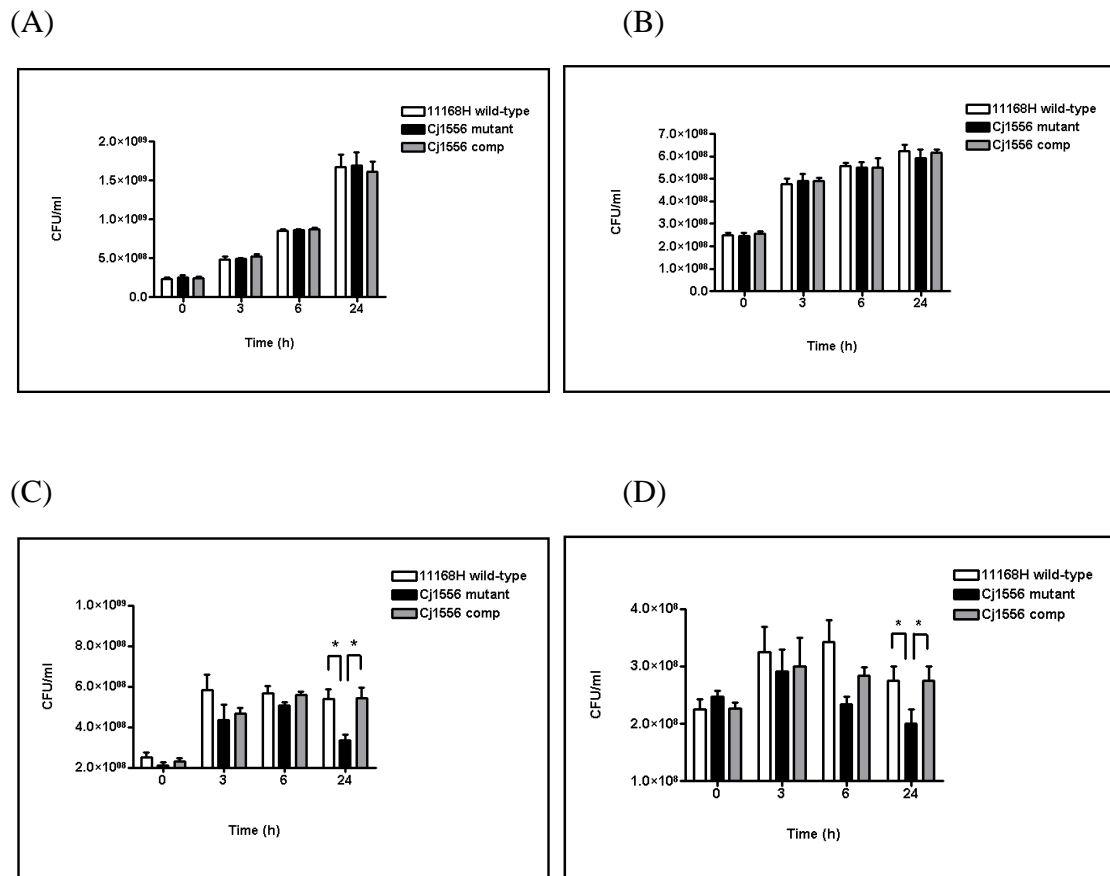 (A)
(B)
11168H wild-type
Cj1556 mutant
Cj1556 comp
2.0×10⁰⁹
1.5×10⁰⁹
1.0×10⁰⁹
5.0×10⁰⁸
0.0
CFU/ml
0 3 6 24
Time (h)
11168H wild-type
Cj1556 mutant
Cj1556 comp
7.0×10⁰⁸
6.0×10⁰⁸
5.0×10⁰⁸
4.0×10⁰⁸
3.0×10⁰⁸
2.0×10⁰⁸
1.0×10⁰⁸
0.0
CFU/ml
0 3 6 24
Time (h)
(C)
(D)
11168H wild-type
Cj1556 mutant
Cj1556 comp
1.0×10⁰⁹
8.0×10⁰⁸
6.0×10⁰⁸
4.0×10⁰⁸
2.0×10⁰⁸
CFU/ml
* *
0 3 6 24
Time (h)
11168H wild-type
Cj1556 mutant
Cj1556 comp
4.0×10⁸
3.0×10⁸
2.0×10⁸
1.0×10⁸
CFU/ml
* *
0 3 6 24
Time (h)